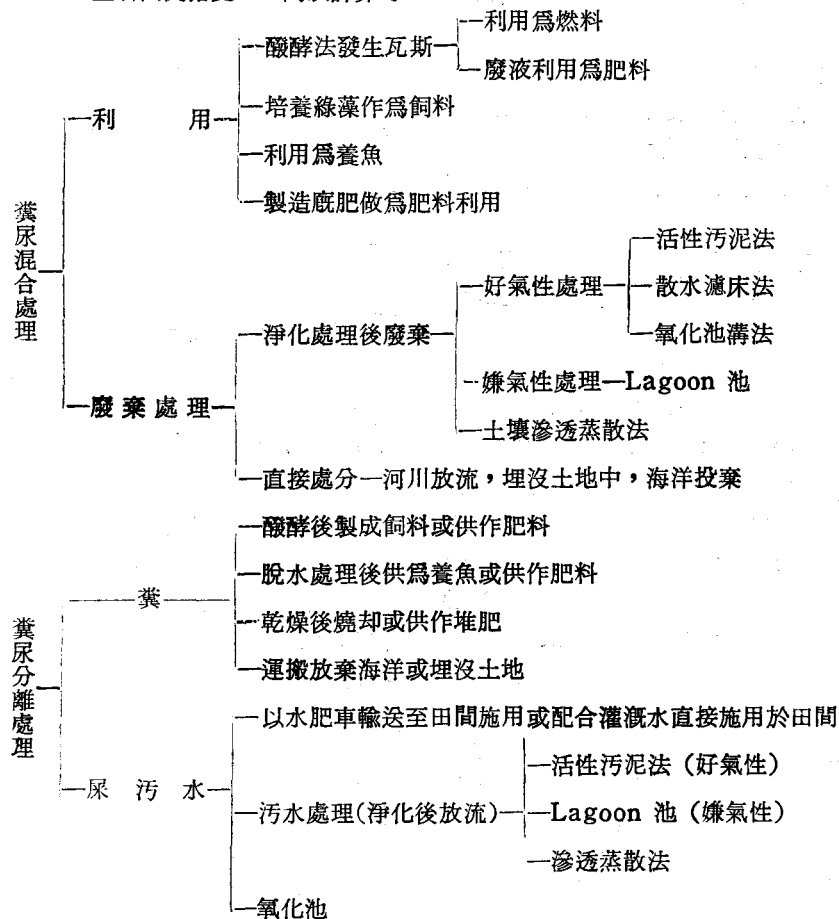 利用爲燃料
醱酵法發生瓦斯
廢液利用爲肥料
培養綠藻作爲飼料
利用
利用爲養魚
製造廐肥做爲肥料利用
糞尿混合處理
活性污泥法
好氣性處理
散水濾床法
淨化處理後廢棄
氧化池溝法
嫌氣性處理—Lagoon 池
廢棄處理
土壤滲透蒸散法
直接處分—河川放流，埋沒土地中，海洋投棄
醱酵後製成飼料或供作肥料
脫水處理後供爲養魚或供作肥料
糞
乾燥後燒却或供作堆肥
運搬放棄海洋或埋沒土地
糞尿分離處理
以水肥車輸送至田間施用或配合灌溉水直接施用於田間
活性污泥法（好氣性）
尿污水
污水處理(淨化後放流)
Lagoon 池（嫌氣性）
滲透蒸散法
氧化池